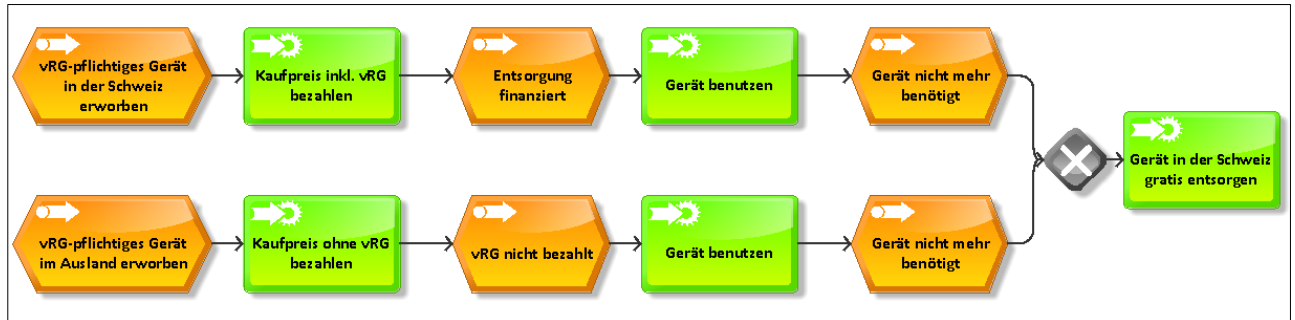 vRG-pflichtiges Gerät
in der Schweiz
erworben
Kaufpreis inkl. vRG
bezahlen
Entsorgung
finanziert
Gerät benutzen
Gerät nicht mehr
benötigt
Gerät in der Schweiz
gratis entsorgen
vRG-pflichtiges Gerät
im Ausland erworben
Kaufpreis ohne vRG
bezahlen
vRG nicht bezahlt
Gerät benutzen
Gerät nicht mehr
benötigt